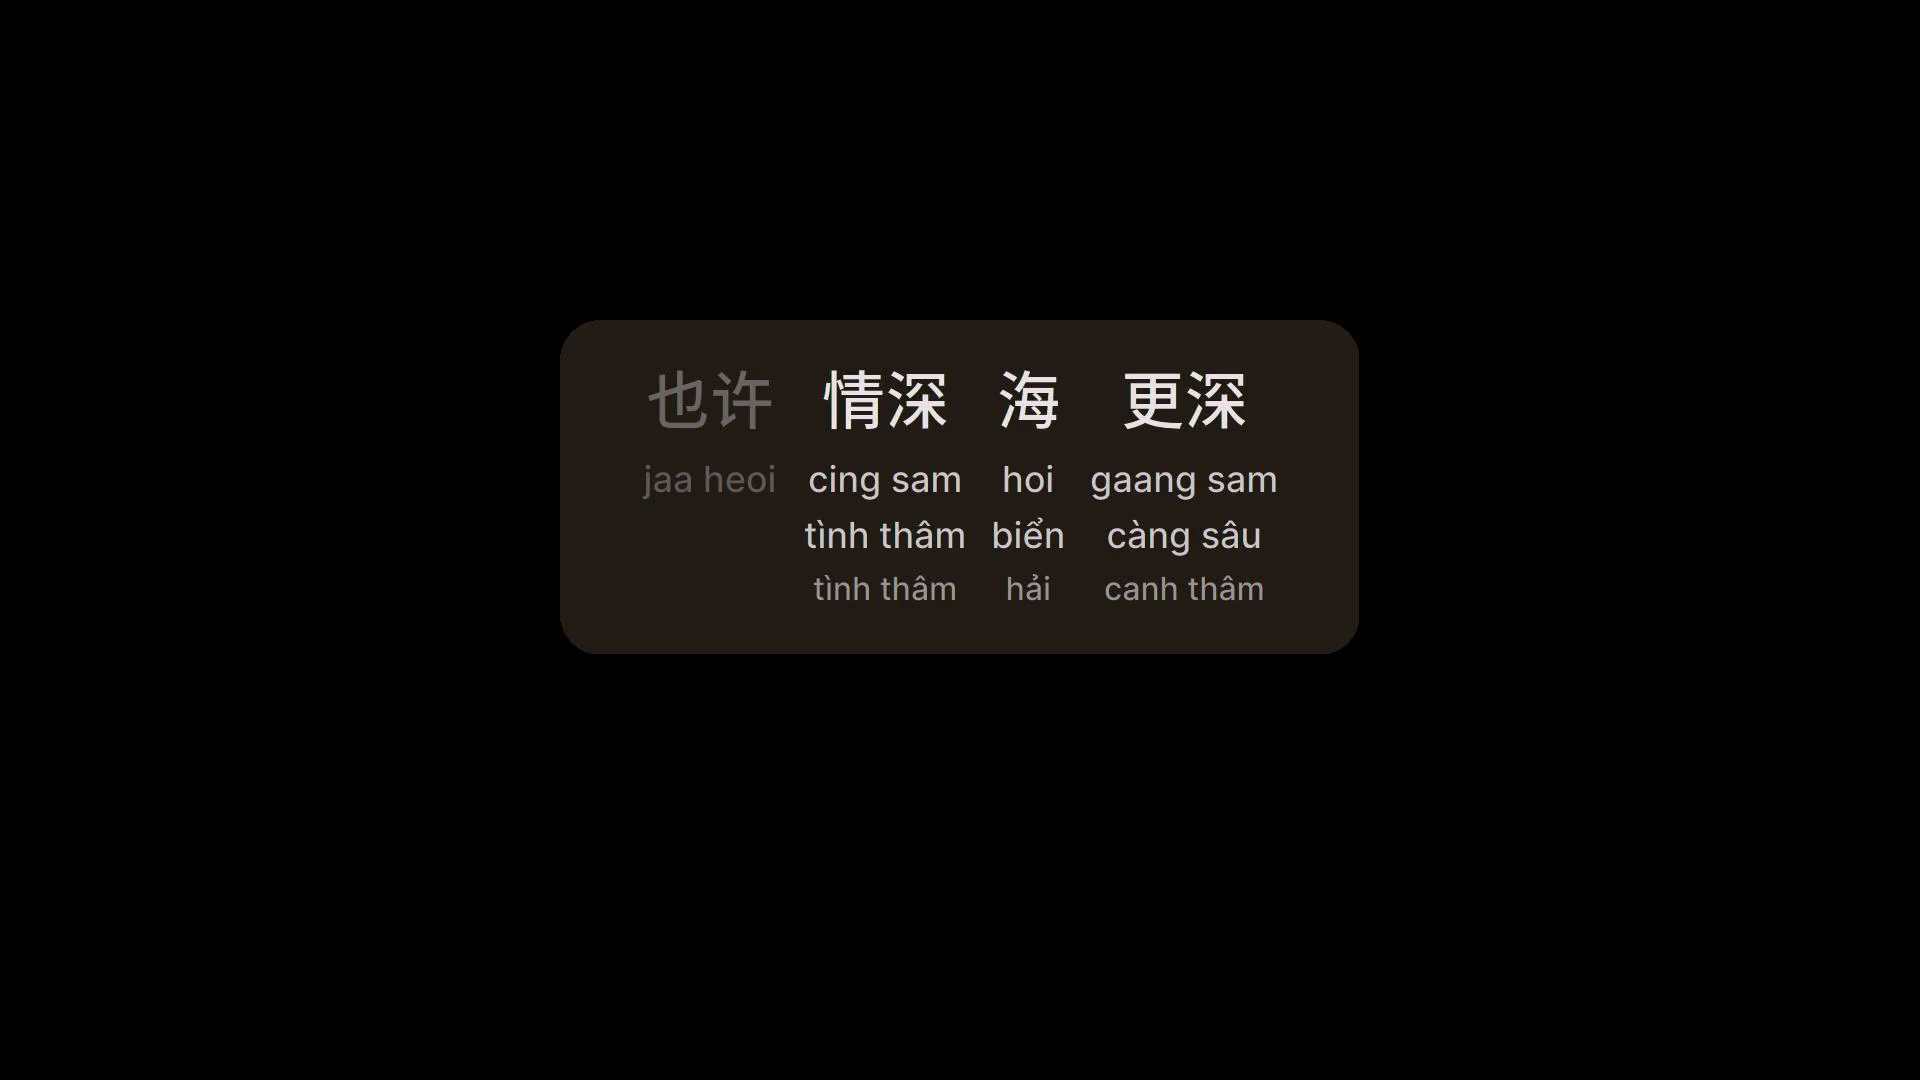 也许 情深 海 更深
jaa heoi cing sam hoi gaang sam
tình thâm biển càng sâu
tình thâm hải canh thâm